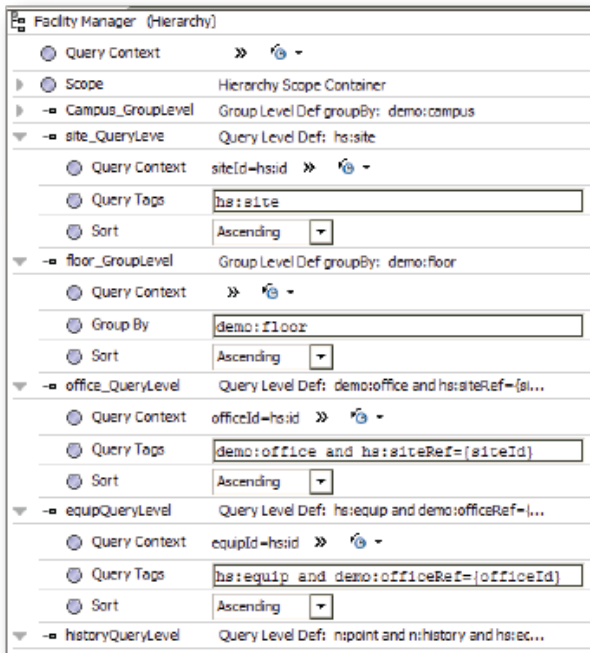 Facility Manager (Hierarchy)
Query Context »
Scope Hierarchy Scope Container
Campus_GroupLevel Group Level Def groupBy: demo:campus
site_QueryLeve Query Level Def: hs:site
Query Context siteId=hs:id »
Query Tags hs:site
Sort Ascending
floor_GroupLevel Group Level Def groupBy: demo:floor
Query Context »
Group By demo:floor
Sort Ascending
office_QueryLevel Query Level Def: demo:office and hs:siteRef={si...
Query Context officeId=hs:id »
Query Tags demo:office and hs:siteRef={siteId}
Sort Ascending
equipQueryLevel Query Level Def: hs:equip and demo:officeRef={...
Query Context equipId=hs:id »
Query Tags hs:equip and demo:officeRef={officeId}
Sort Ascending
historyQueryLevel Query Level Def: n:point and n:history and hs:ec...